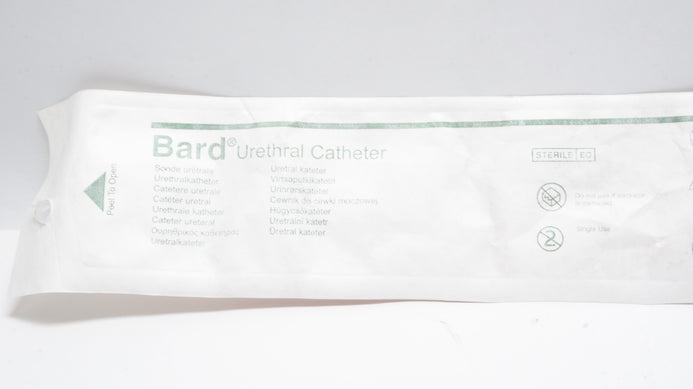 Bard® Urethral Catheter
STERILE EO
Sonde urétrale
Urethralkatheter
Catetere uretrale
Catéter uretral
Urethrale katheter
Cateter ureteral
Ουρηθρικός καθετήρας
Uretralkateter
Uretral kateter
Virtsaputkikatetri
Urinrørskateter
Cewnik do cewki moczowej
Húgycsőkatéter
Uretrální katetr
Üretral kateter
Peel To Open
Do not use if package
is damaged
2
Single Use